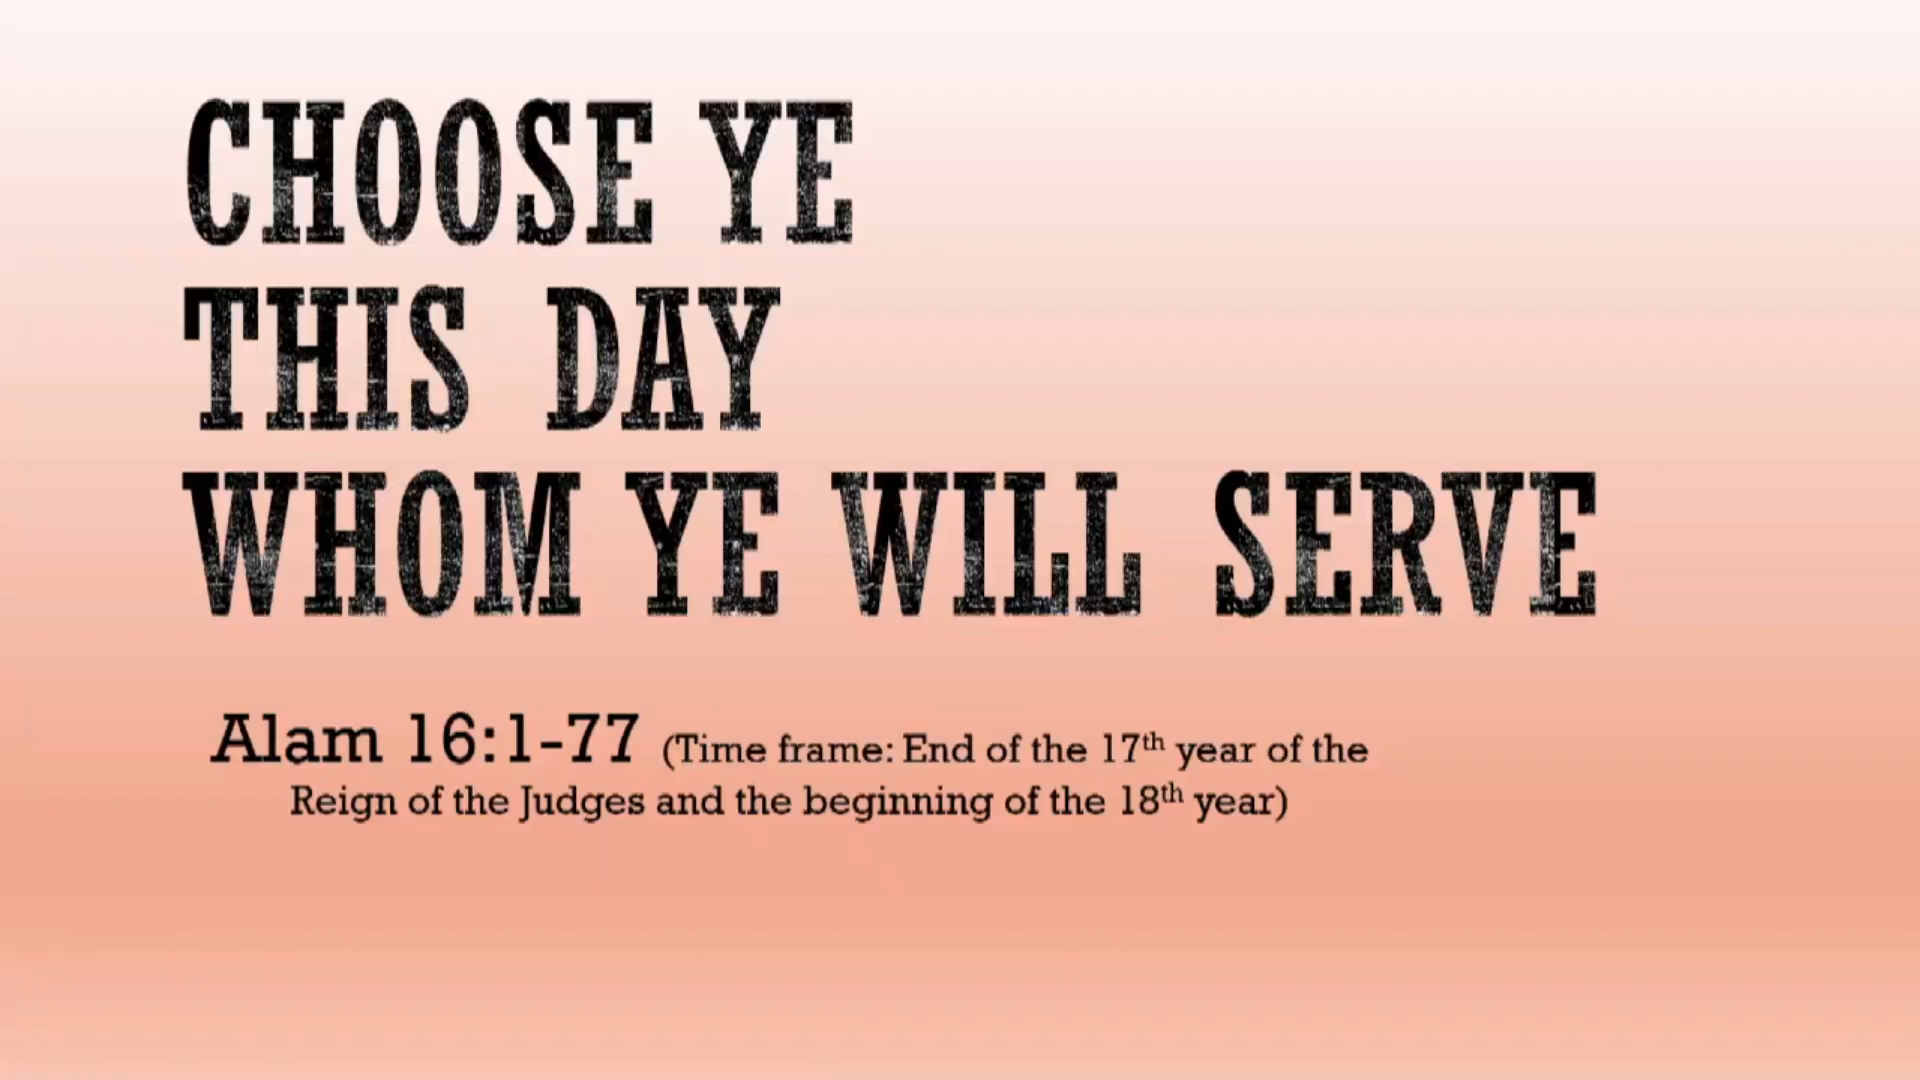 CHOOSE YE
THIS DAY
WHOM YE WILL SERVE
Alam 16:1-77 (Time frame: End of the 17th year of the
Reign of the Judges and the beginning of the 18th year)